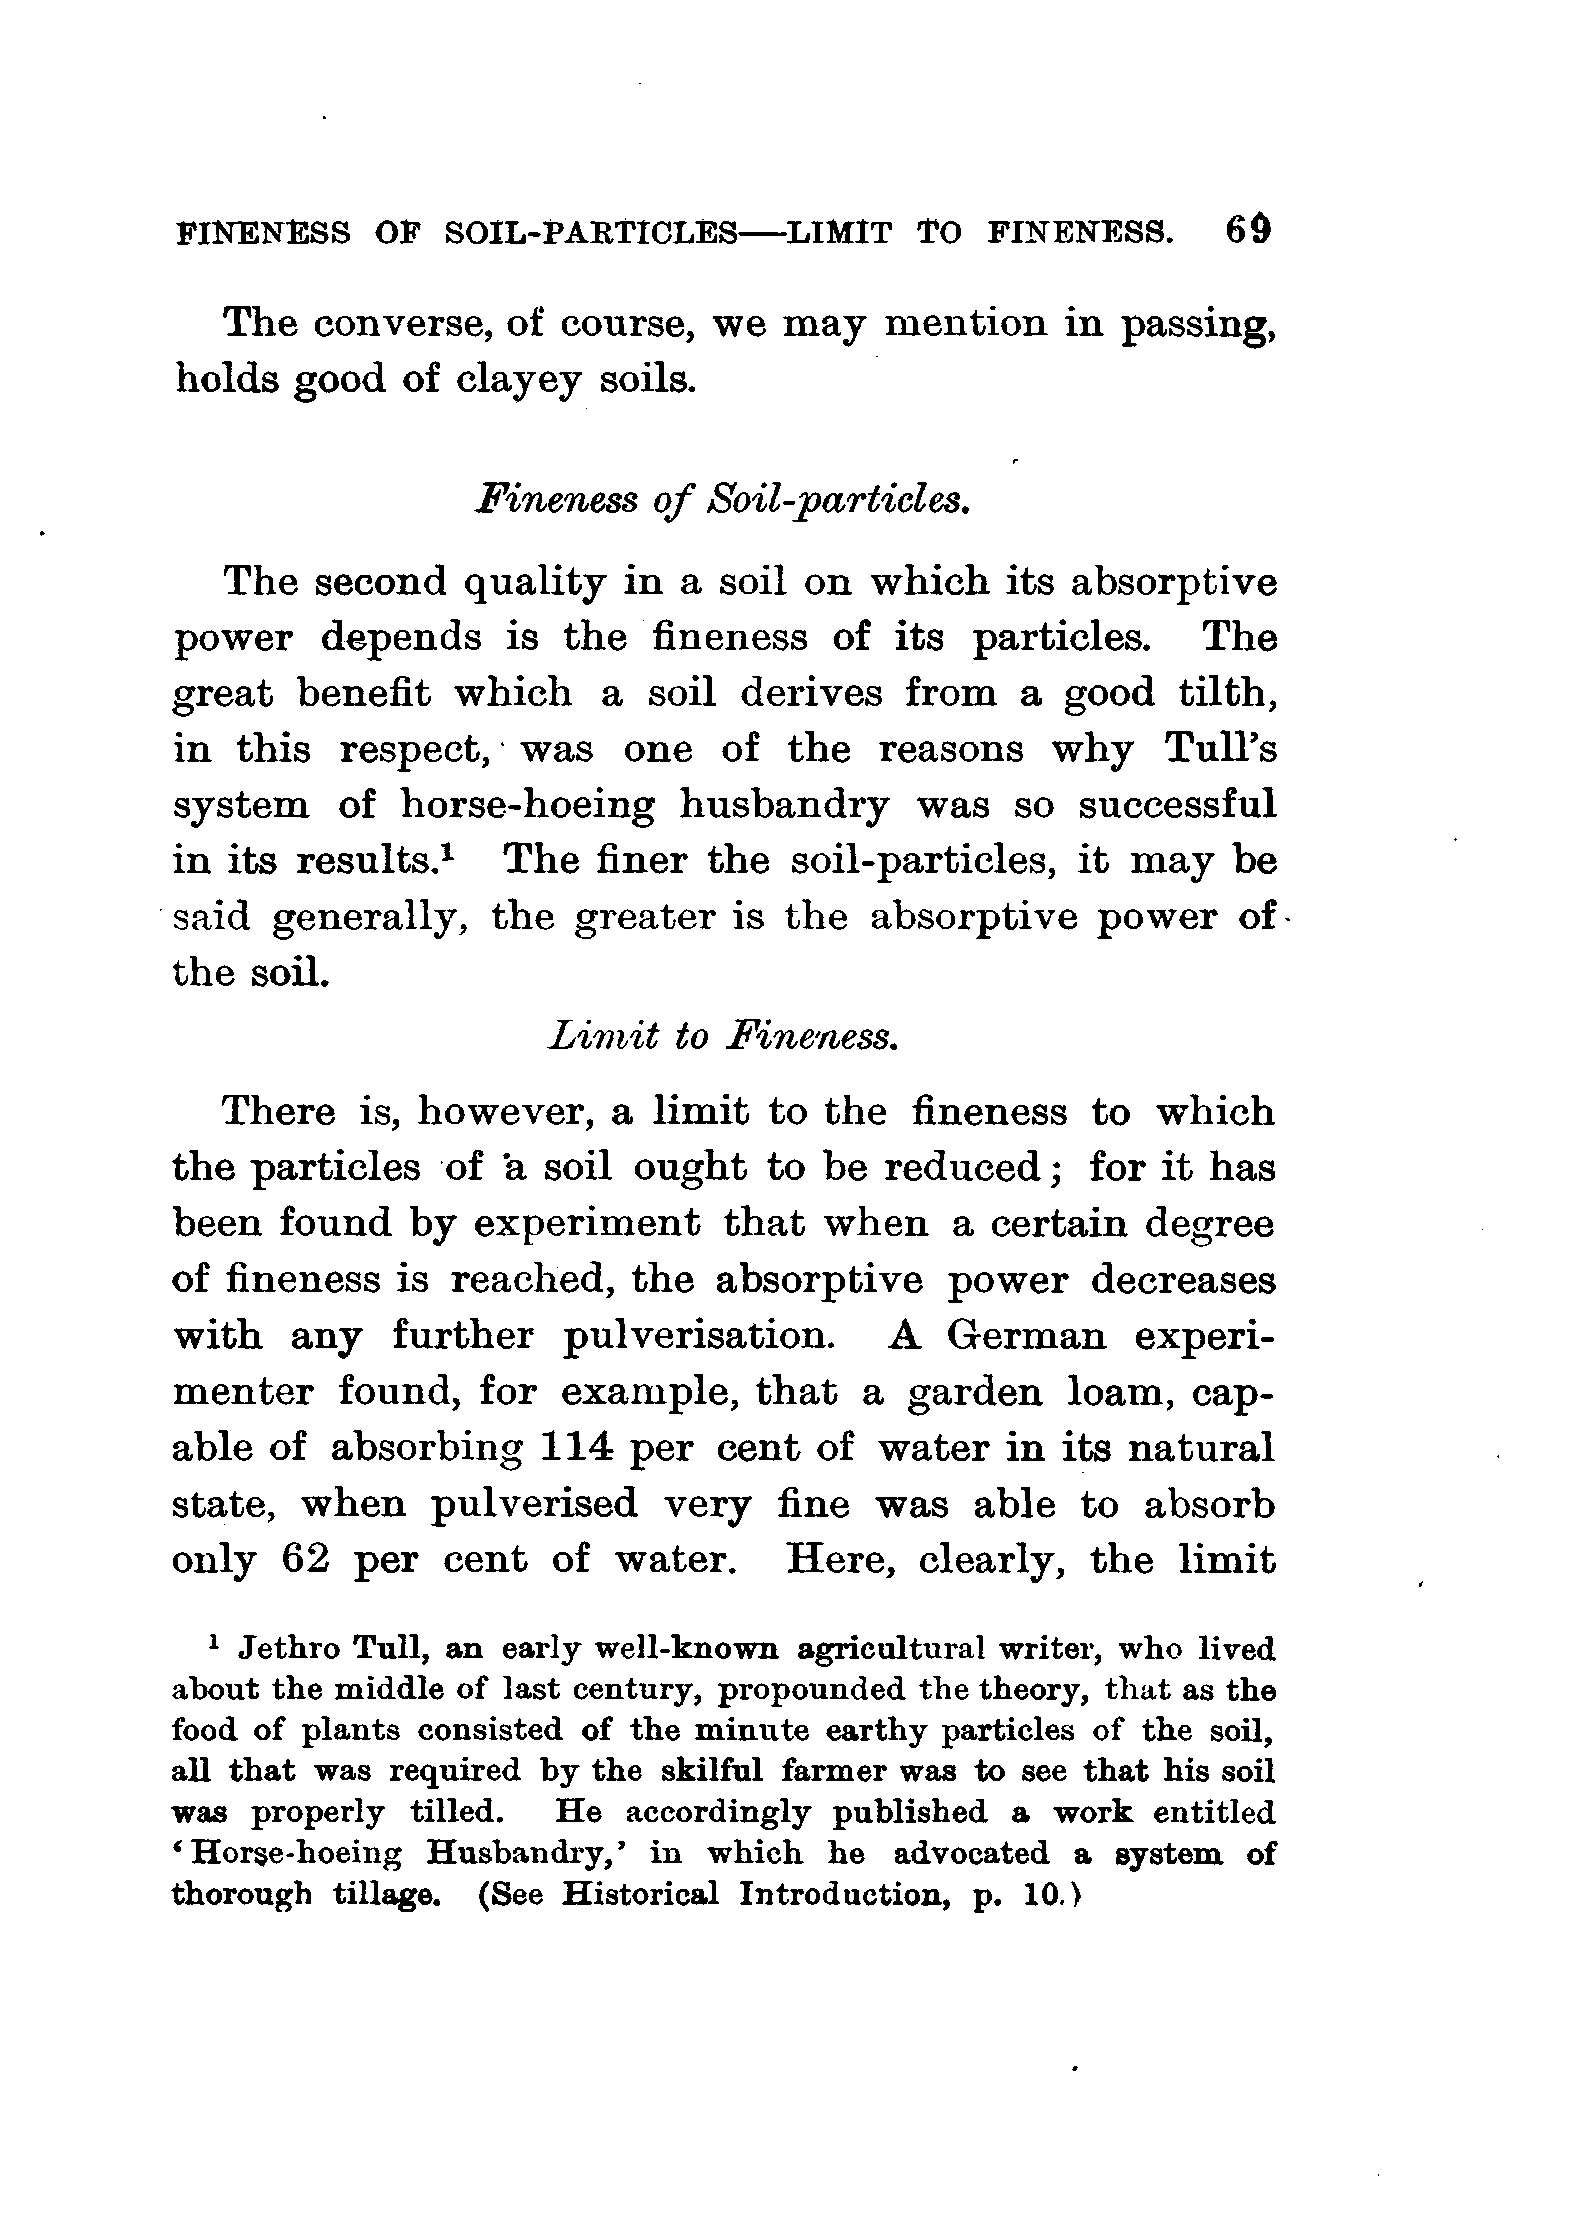 FINENESS OF SOIL-PARTICLES—LIMIT TO FINENESS. 69
The converse, of course, we may mention in passing,
holds good of clayey soils.
Fineness of Soil-particles.
The second quality in a soil on which its absorptive
power depends is the fineness of its particles. The
great benefit which a soil derives from a good tilth,
in this respect, was one of the reasons why Tull's
system of horse-hoeing husbandry was so successful
in its results.¹ The finer the soil-particles, it may be
said generally, the greater is the absorptive power of
the soil.
Limit to Fineness.
There is, however, a limit to the fineness to which
the particles of a soil ought to be reduced; for it has
been found by experiment that when a certain degree
of fineness is reached, the absorptive power decreases
with any further pulverisation. A German experi-
menter found, for example, that a garden loam, cap-
able of absorbing 114 per cent of water in its natural
state, when pulverised very fine was able to absorb
only 62 per cent of water. Here, clearly, the limit
¹ Jethro Tull, an early well-known agricultural writer, who lived
about the middle of last century, propounded the theory, that as the
food of plants consisted of the minute earthy particles of the soil,
all that was required by the skilful farmer was to see that his soil
was properly tilled. He accordingly published a work entitled
'Horse-hoeing Husbandry,' in which he advocated a system of
thorough tillage. (See Historical Introduction, p. 10.)